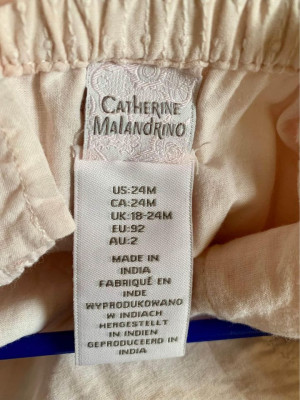 CATHERINE
MALANDRINO
US:24M
CA:24M
UK:18-24M
EU:92
AU:2
MADE IN
INDIA
FABRIQUÉ EN
INDE
WYPRODUKOWANO
W INDIACH
HERGESTELLT
IN INDIEN
GEPRODUCEERD IN
INDIA